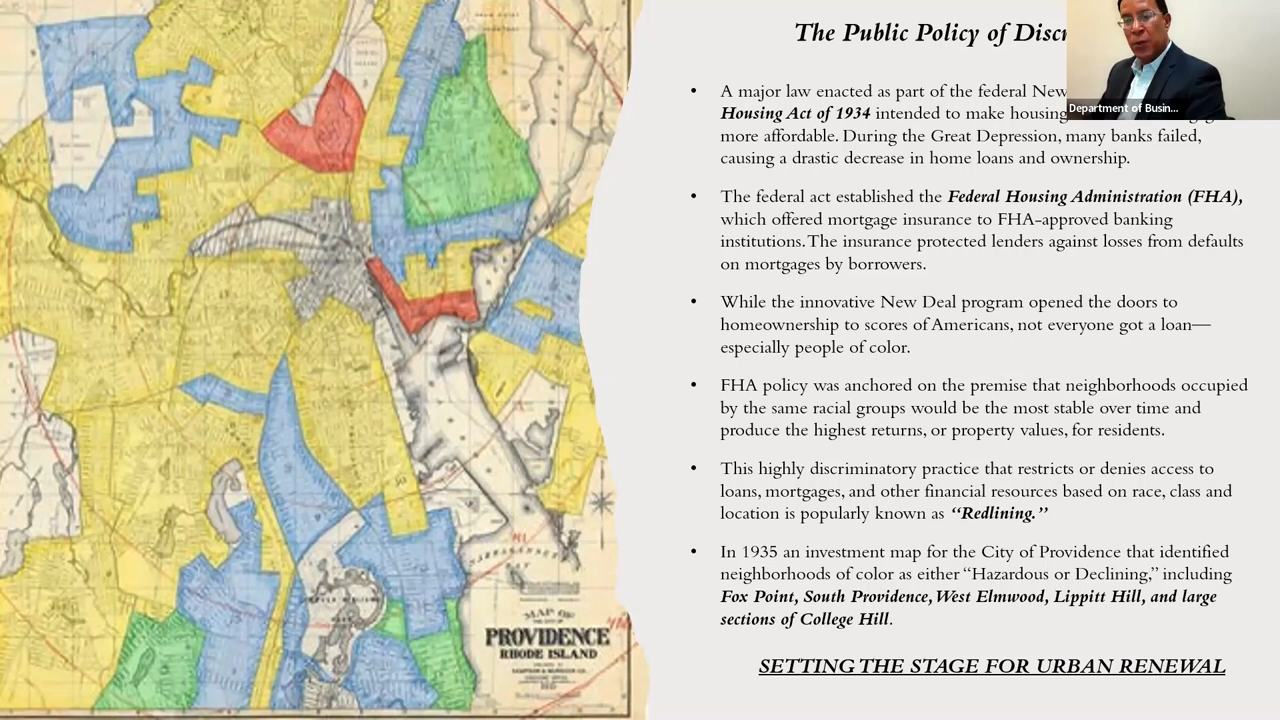 The Public Policy of Discr
Department of Busin...
• A major law enacted as part of the federal New
Housing Act of 1934 intended to make housing
more affordable. During the Great Depression, many banks failed,
causing a drastic decrease in home loans and ownership.
• The federal act established the Federal Housing Administration (FHA),
which offered mortgage insurance to FHA-approved banking
institutions. The insurance protected lenders against losses from defaults
on mortgages by borrowers.
• While the innovative New Deal program opened the doors to
homeownership to scores of Americans, not everyone got a loan—
especially people of color.
• FHA policy was anchored on the premise that neighborhoods occupied
by the same racial groups would be the most stable over time and
produce the highest returns, or property values, for residents.
• This highly discriminatory practice that restricts or denies access to
loans, mortgages, and other financial resources based on race, class and
location is popularly known as “Redlining.”
• In 1935 an investment map for the City of Providence that identified
neighborhoods of color as either “Hazardous or Declining,” including
Fox Point, South Providence, West Elmwood, Lippitt Hill, and large
sections of College Hill.
SETTING THE STAGE FOR URBAN RENEWAL
MAP OF
PROVIDENCE
RHODE ISLAND